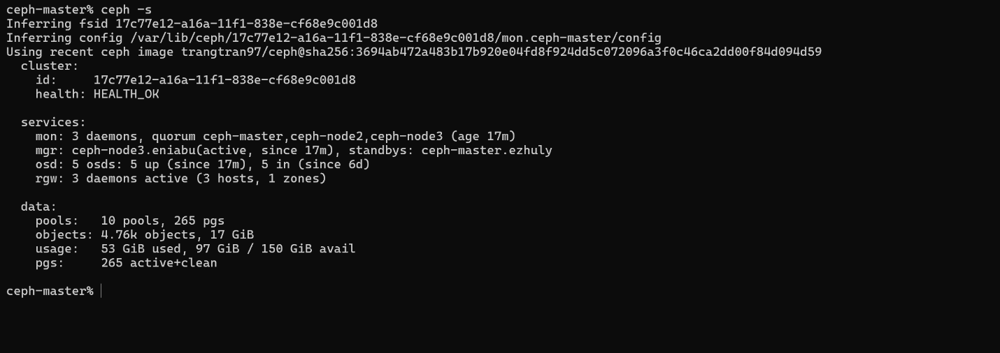 ceph-master% ceph -s
Inferring fsid 17c77e12-a16a-11f1-838e-cf68e9c001d8
Inferring config /var/lib/ceph/17c77e12-a16a-11f1-838e-cf68e9c001d8/mon.ceph-master/config
Using recent ceph image trangtran97/ceph@sha256:3694ab472a483b17b920e04fd8f924dd5c072096a3f0c46ca2dd00f84d094d59
  cluster:
    id:     17c77e12-a16a-11f1-838e-cf68e9c001d8
    health: HEALTH_OK

  services:
    mon: 3 daemons, quorum ceph-master,ceph-node2,ceph-node3 (age 17m)
    mgr: ceph-node3.eniabu(active, since 17m), standbys: ceph-master.ezhuly
    osd: 5 osds: 5 up (since 17m), 5 in (since 6d)
    rgw: 3 daemons active (3 hosts, 1 zones)

  data:
    pools:   10 pools, 265 pgs
    objects: 4.76k objects, 17 GiB
    usage:   53 GiB used, 97 GiB / 150 GiB avail
    pgs:     265 active+clean

ceph-master%